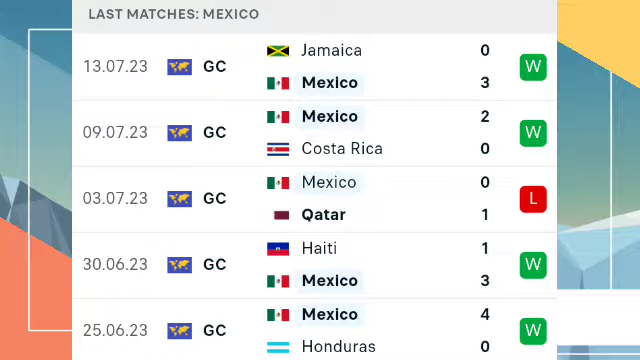 LAST MATCHES: MEXICO
Jamaica 0
13.07.23 GC W
Mexico 3
Mexico 2
09.07.23 GC W
Costa Rica 0
Mexico 0
03.07.23 GC L
Qatar 1
Haiti 1
30.06.23 GC W
Mexico 3
Mexico 4
25.06.23 GC W
Honduras 0